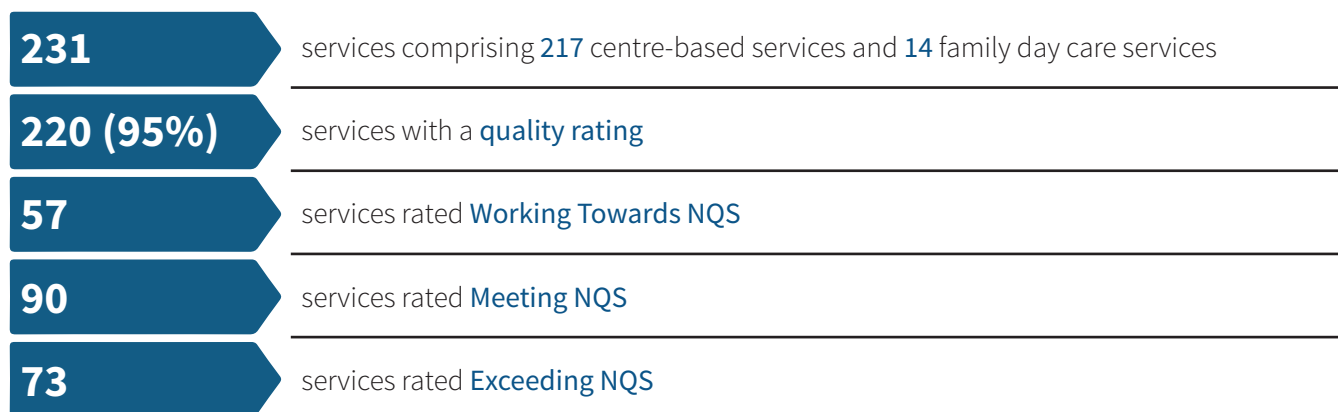 231 services comprising 217 centre-based services and 14 family day care services
220 (95%) services with a quality rating
57 services rated Working Towards NQS
90 services rated Meeting NQS
73 services rated Exceeding NQS